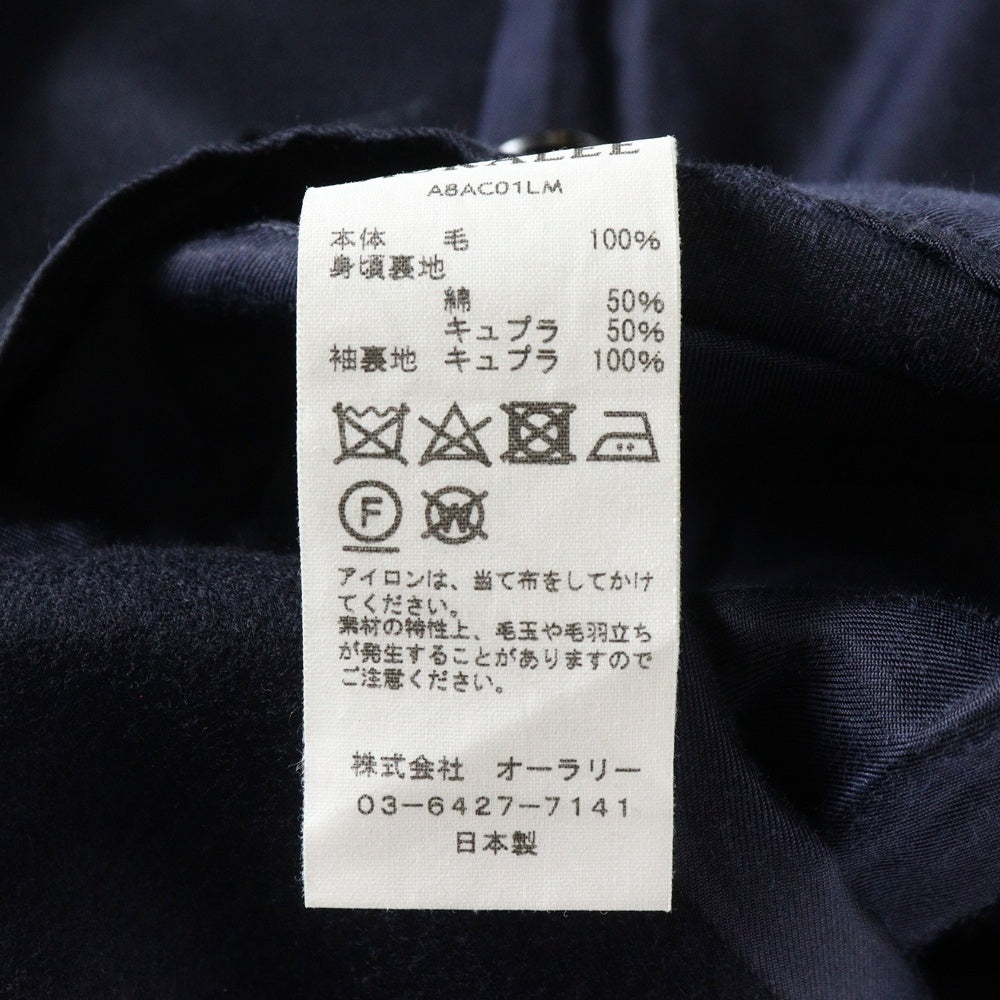 A8AC01LM
本体 毛 100%
身頃裏地
綿 50%
キュプラ 50%
袖裏地 キュプラ 100%
F W
アイロンは、当て布をしてかけ
てください。
素材の特性上、毛玉や毛羽立ち
が発生することがありますので
ご注意ください。
株式会社 オーラリー
03-6427-7141
日本製